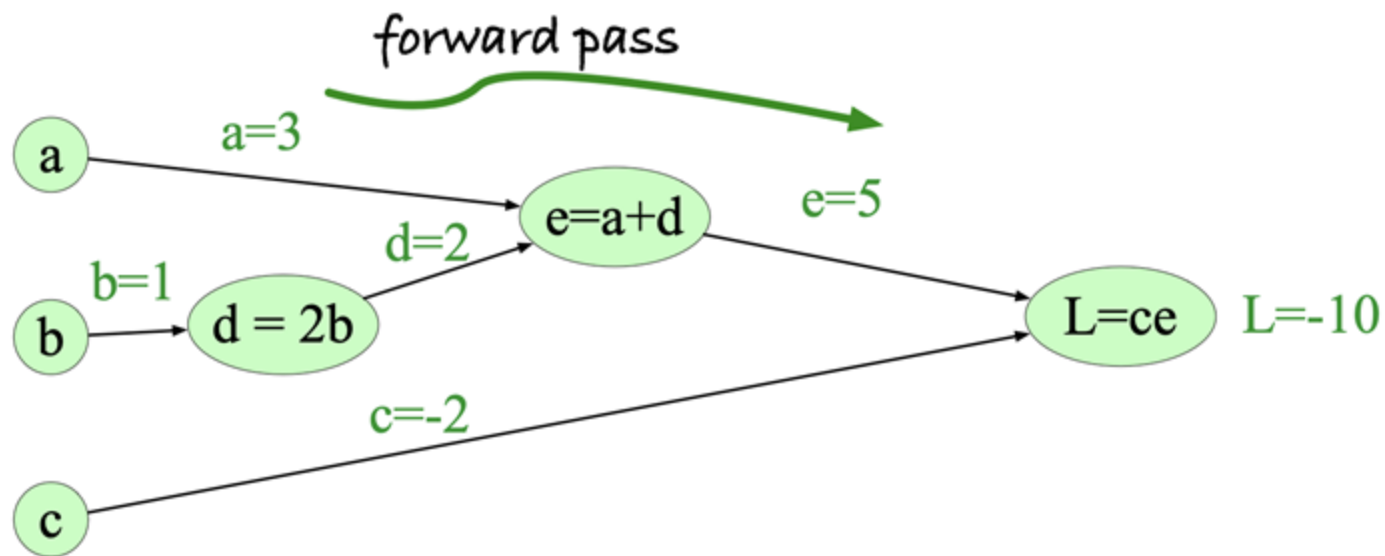 forward pass
a=3
a
e=a+d
e=5
d=2
b=1
b
d = 2b
L=ce
L=-10
c=-2
c